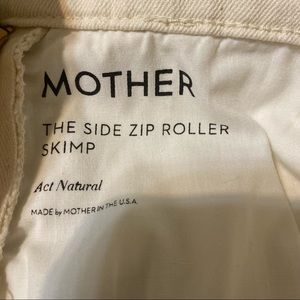 MOTHER
THE SIDE ZIP ROLLER
SKIMP
Act Natural
MADE by MOTHER IN THE U.S.A.